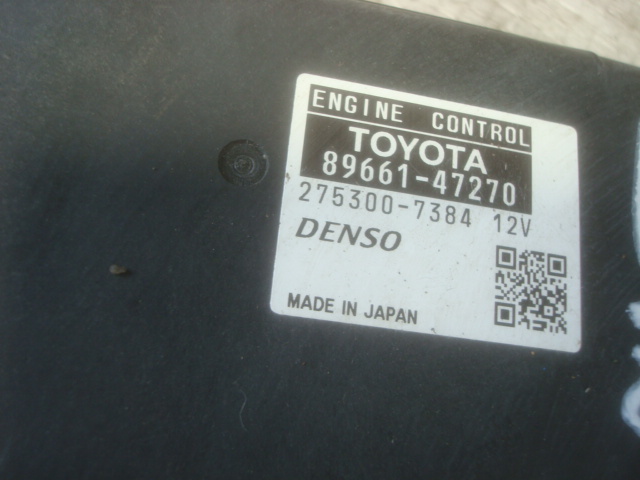 ENGINE CONTROL
TOYOTA
89661-47270
275300-7384 12V
DENSO
MADE IN JAPAN